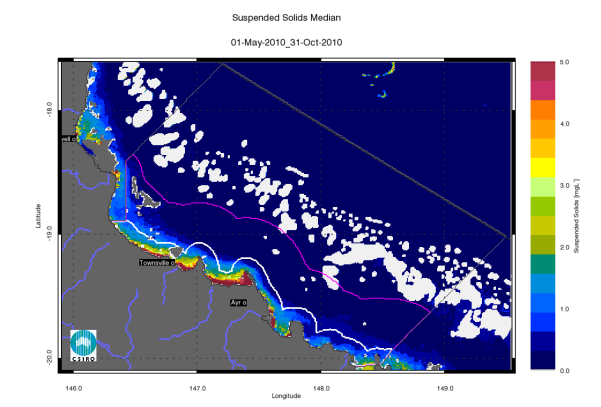 Suspended Solids Median
01-May-2010_31-Oct-2010
-18.0
-19.0
-20.0
Latitude
well o
Townsville o
Ayr o
CSIRO
146.0
147.0
148.0
149.0
Longitude
5.0
4.0
3.0
2.0
1.0
0.0
Suspended Solids [mgL⁻]